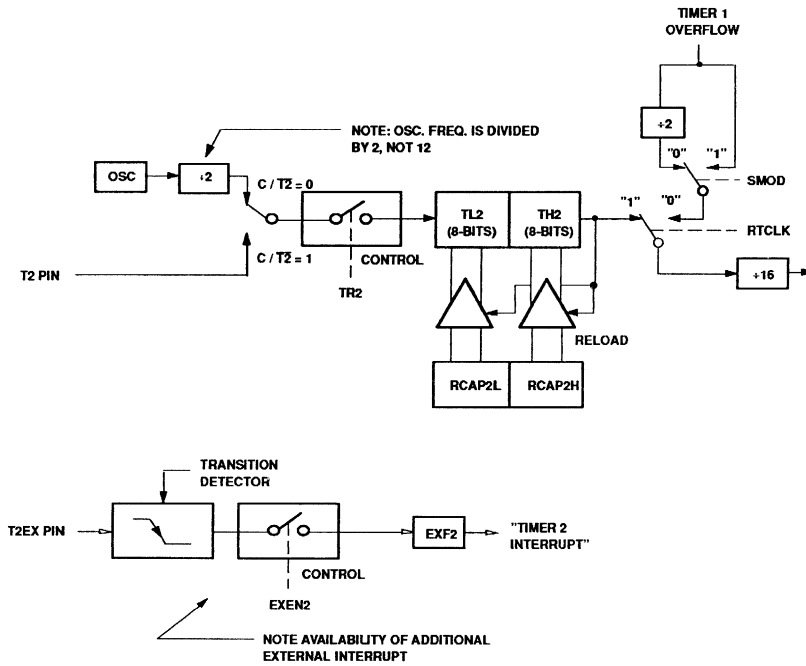 TIMER 1
OVERFLOW
÷2
"0" "1"
SMOD
NOTE: OSC. FREQ. IS DIVIDED
BY 2, NOT 12
OSC
÷2
C / T2 = 0
TL2
(8-BITS)
TH2
(8-BITS)
"1" "0"
RTCLK
C / T2 = 1
CONTROL
T2 PIN
TR2
÷16
RELOAD
RCAP2L
RCAP2H
TRANSITION
DETECTOR
T2EX PIN
EXF2
"TIMER 2
INTERRUPT"
CONTROL
EXEN2
NOTE AVAILABILITY OF ADDITIONAL
EXTERNAL INTERRUPT